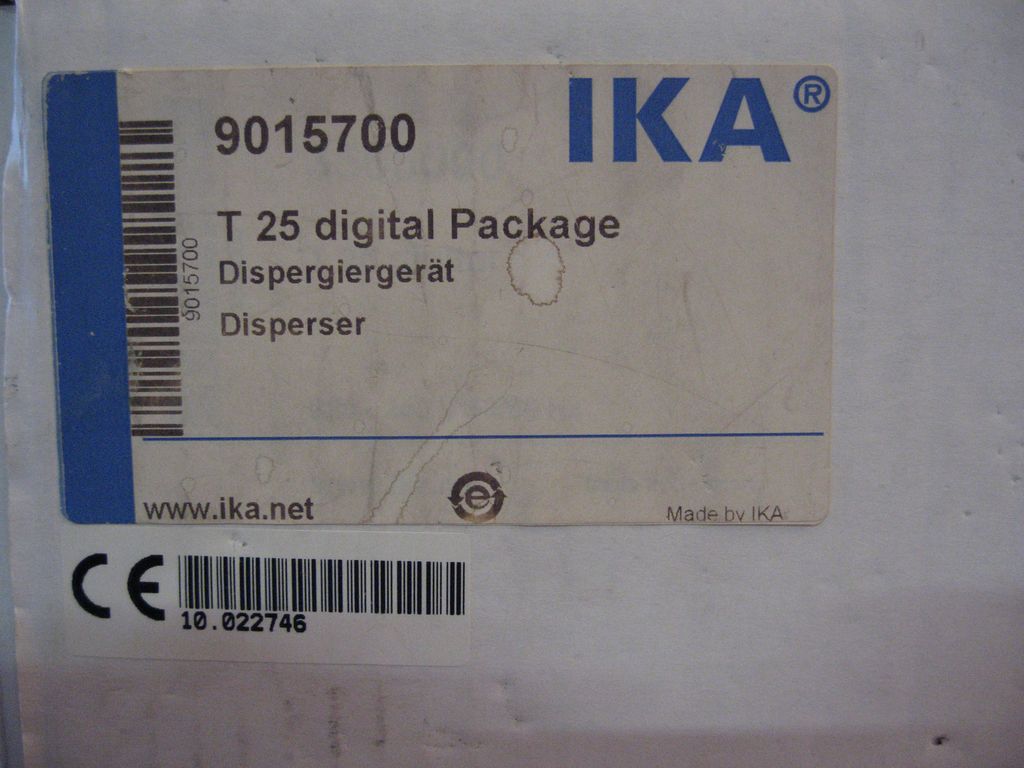 IKA®
9015700
9015700
T 25 digital Package
Dispergiergerät
Disperser
www.ika.net
e
Made by IKA
CE
10.022746